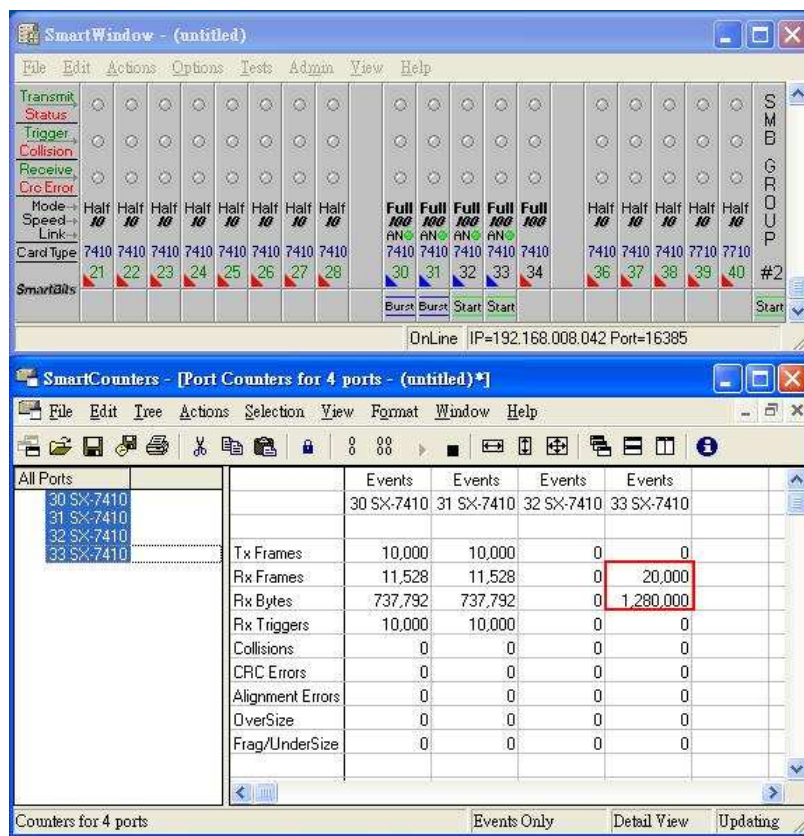 SmartWindow - (untitled)
File Edit Actions Options Tests Admin View Help
Transmit
Status
Trigger
Collision
Receive
Crc Error
Mode Half Half Half Half Half Half Half Half Full Full Full Full Full Half Half Half Half Half
Speed 10 10 10 10 10 10 10 10 100 100 100 100 100 10 10 10 10 10
Link AN AN AN AN
Card Type 7410 7410 7410 7410 7410 7410 7410 7410 7410 7410 7410 7410 7410 7410 7410 7410 7710 7710
SmartBits 21 22 23 24 25 26 27 28 30 31 32 33 34 36 37 38 39 40
SMB GROUP #2
Burst Burst Start Start Start
OnLine IP=192.168.008.042 Port=16385
SmartCounters - [Port Counters for 4 ports - (untitled)*]
File Edit Tree Actions Selection View Format Window Help
All Ports
30 SX-7410
31 SX-7410
32 SX-7410
33 SX-7410
Events Events Events Events
30 SX-7410 31 SX-7410 32 SX-7410 33 SX-7410
Tx Frames 10,000 10,000 0 0
Rx Frames 11,528 11,528 0 20,000
Rx Bytes 737,792 737,792 0 1,280,000
Rx Triggers 10,000 10,000 0 0
Collisions 0 0 0 0
CRC Errors 0 0 0 0
Alignment Errors 0 0 0 0
OverSize 0 0 0 0
Frag/UnderSize 0 0 0 0
Counters for 4 ports Events Only Detail View Updating